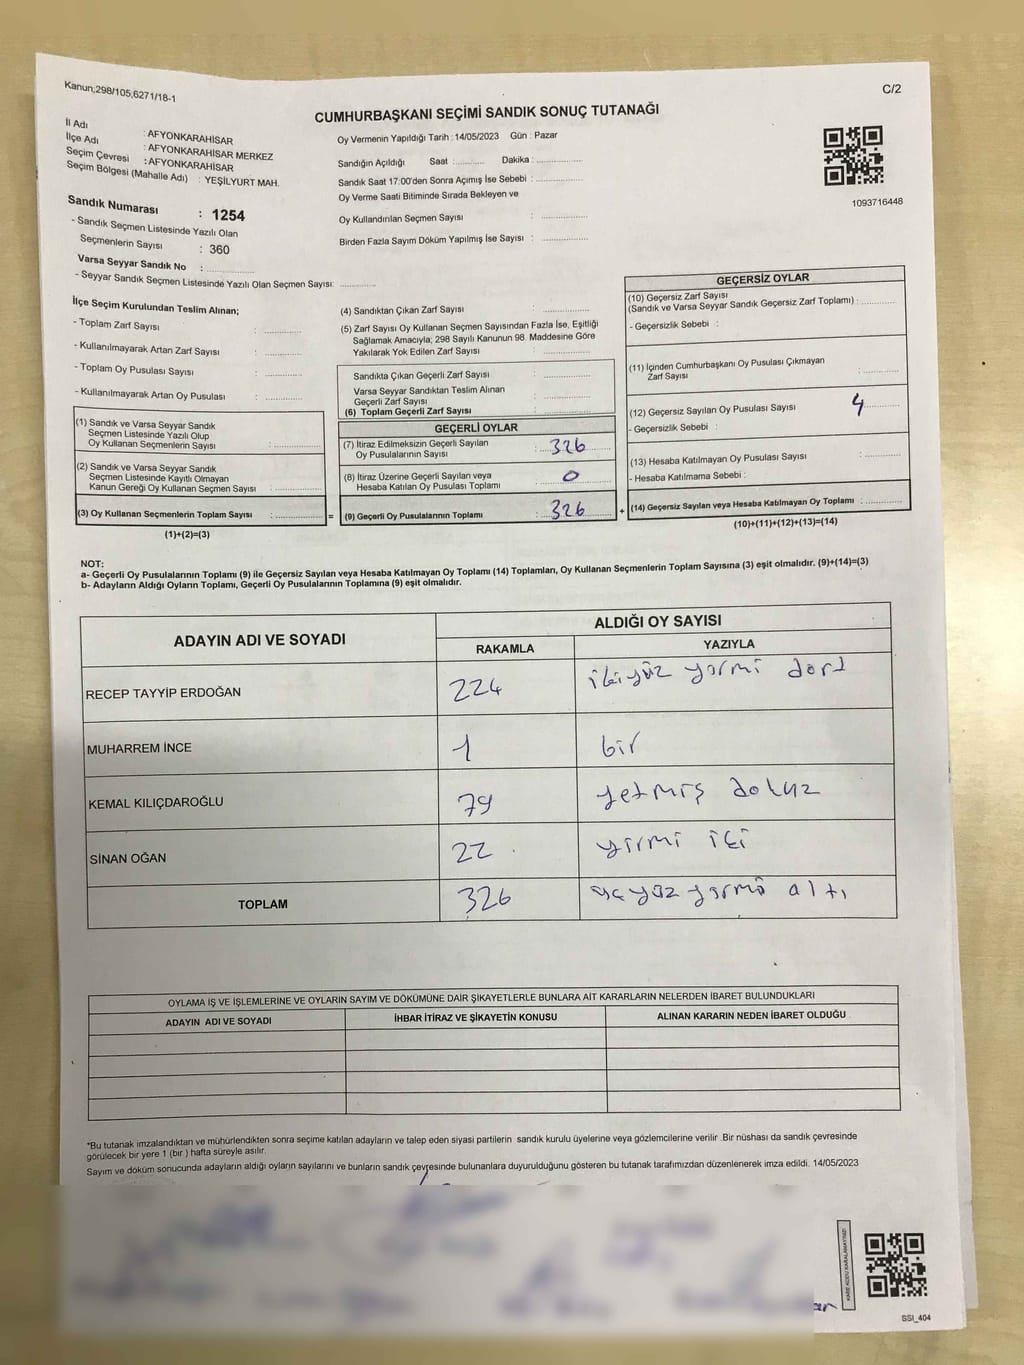 Kanun,298/105,6271/18-1
C/2
CUMHURBAŞKANI SEÇİMİ SANDIK SONUÇ TUTANAĞI
İl Adı : AFYONKARAHİSAR
İlçe Adı : AFYONKARAHİSAR MERKEZ
Seçim Çevresi : AFYONKARAHİSAR
Seçim Bölgesi (Mahalle Adı) : YEŞİLYURT MAH.
Sandık Numarası : 1254
- Sandık Seçmen Listesinde Yazılı Olan
Seçmenlerin Sayısı : 360
Varsa Seyyar Sandık No :
- Seyyar Sandık Seçmen Listesinde Yazılı Olan Seçmen Sayısı:
Oy Vermenin Yapıldığı Tarih : 14/05/2023 Gün : Pazar
Sandığın Açıldığı Saat : Dakika :
Sandık Saat 17:00'den Sonra Açımış İse Sebebi :
Oy Verme Saati Bitiminde Sırada Bekleyen ve
Oy Kullandırılan Seçmen Sayısı :
Birden Fazla Sayım Döküm Yapılmış İse Sayısı :
1093716448
İlçe Seçim Kurulundan Teslim Alınan;
- Toplam Zarf Sayısı :
- Kullanılmayarak Artan Zarf Sayısı :
- Toplam Oy Pusulası Sayısı :
- Kullanılmayarak Artan Oy Pusulası :
(1) Sandık ve Varsa Seyyar Sandık
Seçmen Listesinde Yazılı Olup
Oy Kullanan Seçmenlerin Sayısı :
(2) Sandık ve Varsa Seyyar Sandık
Seçmen Listesinde Kayıtlı Olmayan
Kanun Gereği Oy Kullanan Seçmen Sayısı :
(3) Oy Kullanan Seçmenlerin Toplam Sayısı : =
(1)+(2)=(3)
(4) Sandıktan Çıkan Zarf Sayısı :
(5) Zarf Sayısı Oy Kullanan Seçmen Sayısından Fazla İse, Eşitliği
Sağlamak Amacıyla; 298 Sayılı Kanunun 98. Maddesine Göre
Yakılarak Yok Edilen Zarf Sayısı :
Sandıkta Çıkan Geçerli Zarf Sayısı :
Varsa Seyyar Sandıktan Teslim Alınan
Geçerli Zarf Sayısı :
(6) Toplam Geçerli Zarf Sayısı :
GEÇERLİ OYLAR
(7) İtiraz Edilmeksizin Geçerli Sayılan
Oy Pusulalarının Sayısı : 326
(8) İtiraz Üzerine Geçerli Sayılan veya
Hesaba Katılan Oy Pusulası Toplamı : 0
(9) Geçerli Oy Pusulalarının Toplamı : 326 +
GEÇERSİZ OYLAR
(10) Geçersiz Zarf Sayısı
(Sandık ve Varsa Seyyar Sandık Geçersiz Zarf Toplamı) :
- Geçersizlik Sebebi :
(11) İçinden Cumhurbaşkanı Oy Pusulası Çıkmayan
Zarf Sayısı :
(12) Geçersiz Sayılan Oy Pusulası Sayısı : 4
- Geçersizlik Sebebi :
(13) Hesaba Katılmayan Oy Pusulası Sayısı :
- Hesaba Katılmama Sebebi :
(14) Geçersiz Sayılan veya Hesaba Katılmayan Oy Toplamı :
(10)+(11)+(12)+(13)=(14)
NOT:
a- Geçerli Oy Pusulalarının Toplamı (9) ile Geçersiz Sayılan veya Hesaba Katılmayan Oy Toplamı (14) Toplamları, Oy Kullanan Seçmenlerin Toplam Sayısına (3) eşit olmalıdır. (9)+(14)=(3)
b- Adayların Aldığı Oyların Toplamı, Geçerli Oy Pusulalarının Toplamına (9) eşit olmalıdır.
ADAYIN ADI VE SOYADI
ALDIĞI OY SAYISI
RAKAMLA YAZIYLA
RECEP TAYYİP ERDOĞAN 224 ikiyüz yirmi dört
MUHARREM İNCE 1 bir
KEMAL KILIÇDAROĞLU 79 yetmiş dokuz
SİNAN OĞAN 22 yirmi iki
TOPLAM 326 üçyüz yirmi altı
OYLAMA İŞ VE İŞLEMLERİNE VE OYLARIN SAYIM VE DÖKÜMÜNE DAİR ŞİKAYETLERLE BUNLARA AİT KARARLARIN NELERDEN İBARET BULUNDUKLARI
ADAYIN ADI VE SOYADI İHBAR İTİRAZ VE ŞİKAYETİN KONUSU ALINAN KARARIN NEDEN İBARET OLDUĞU
*Bu tutanak imzalandıktan ve mühürlendikten sonra seçime katılan adayların ve talep eden siyasi partilerin sandık kurulu üyelerine veya gözlemcilerine verilir .Bir nüshası da sandık çevresinde
görülecek bir yere 1 (bir ) hafta süreyle asılır.
Sayım ve döküm sonucunda adayların aldığı oyların sayılarını ve bunların sandık çevresinde bulunanlara duyurulduğunu gösteren bu tutanak tarafımızdan düzenlenerek imza edildi. 14/05/2023
KARE KODU KARALAMAYINIZ!
SSI_404